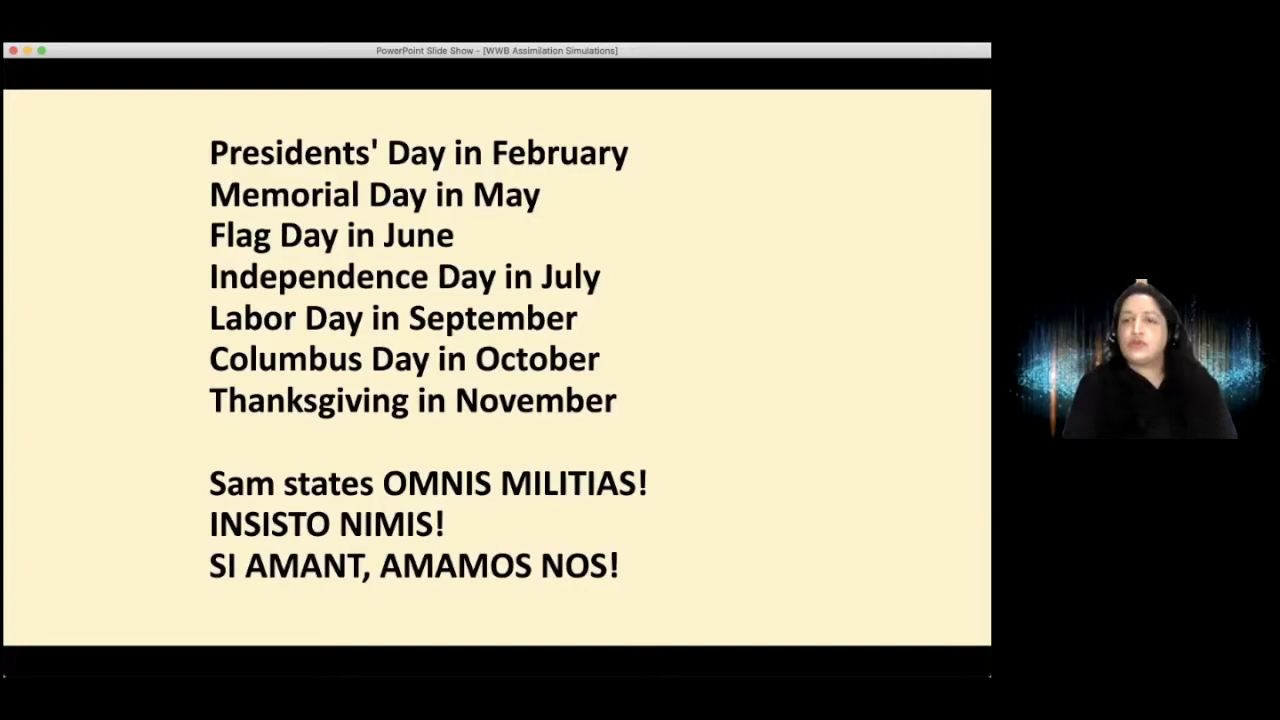 PowerPoint Slide Show - [WWB Assimilation Simulations]
Presidents' Day in February
Memorial Day in May
Flag Day in June
Independence Day in July
Labor Day in September
Columbus Day in October
Thanksgiving in November
Sam states OMNIS MILITIAS!
INSISTO NIMIS!
SI AMANT, AMAMOS NOS!